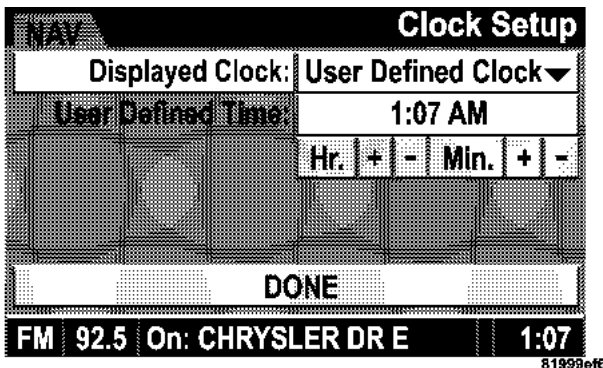 NAV Clock Setup
Displayed Clock: User Defined Clock
User Defined Time: 1:07 AM
Hr. + - Min. + -
DONE
FM 92.5 On: CHRYSLER DR E 1:07
81999ef6